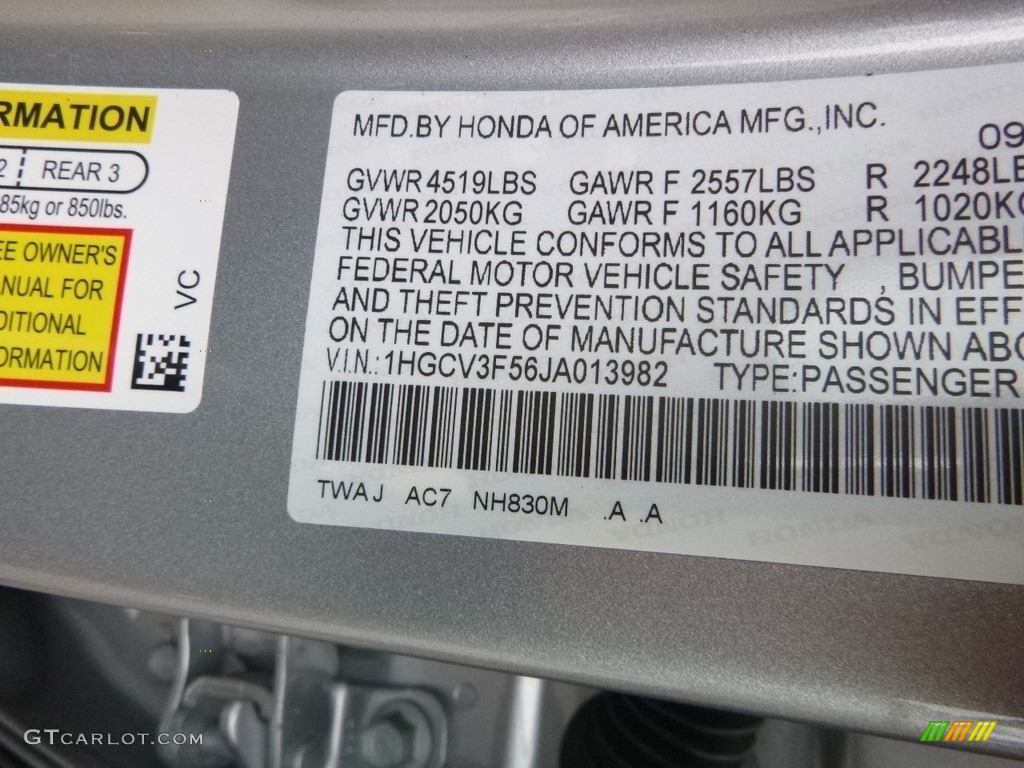 RMATION
2 REAR 3
85kg or 850lbs.
EE OWNER'S
ANUAL FOR
DITIONAL
ORMATION
VC
MFD.BY HONDA OF AMERICA MFG.,INC.
09
GVWR 4519LBS GAWR F 2557LBS R 2248LB
GVWR 2050KG GAWR F 1160KG R 1020KG
THIS VEHICLE CONFORMS TO ALL APPLICABL
FEDERAL MOTOR VEHICLE SAFETY , BUMPE
AND THEFT PREVENTION STANDARDS IN EFF
ON THE DATE OF MANUFACTURE SHOWN ABO
V.I.N.:1HGCV3F56JA013982 TYPE:PASSENGER
TWAJ AC7 NH830M .A .A
HONDA
GTCARLOT.COM